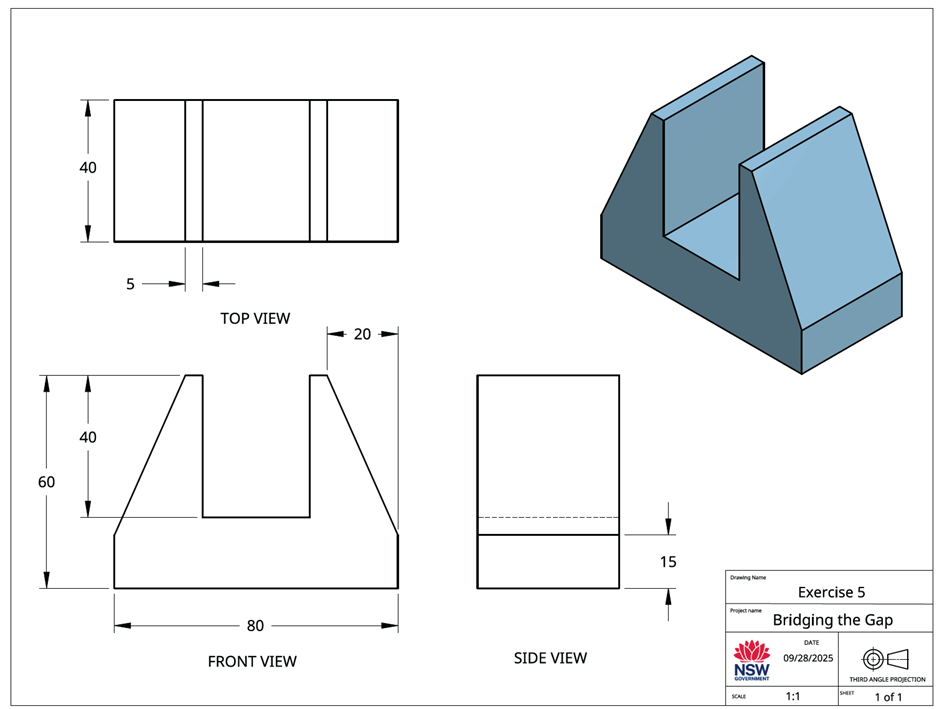 40
5
TOP VIEW
20
40
60
80
FRONT VIEW
SIDE VIEW
15
Drawing Name
Exercise 5
Project name
Bridging the Gap
NSW
GOVERNMENT
DATE
09/28/2025
THIRD ANGLE PROJECTION
SCALE
1:1
SHEET
1 of 1